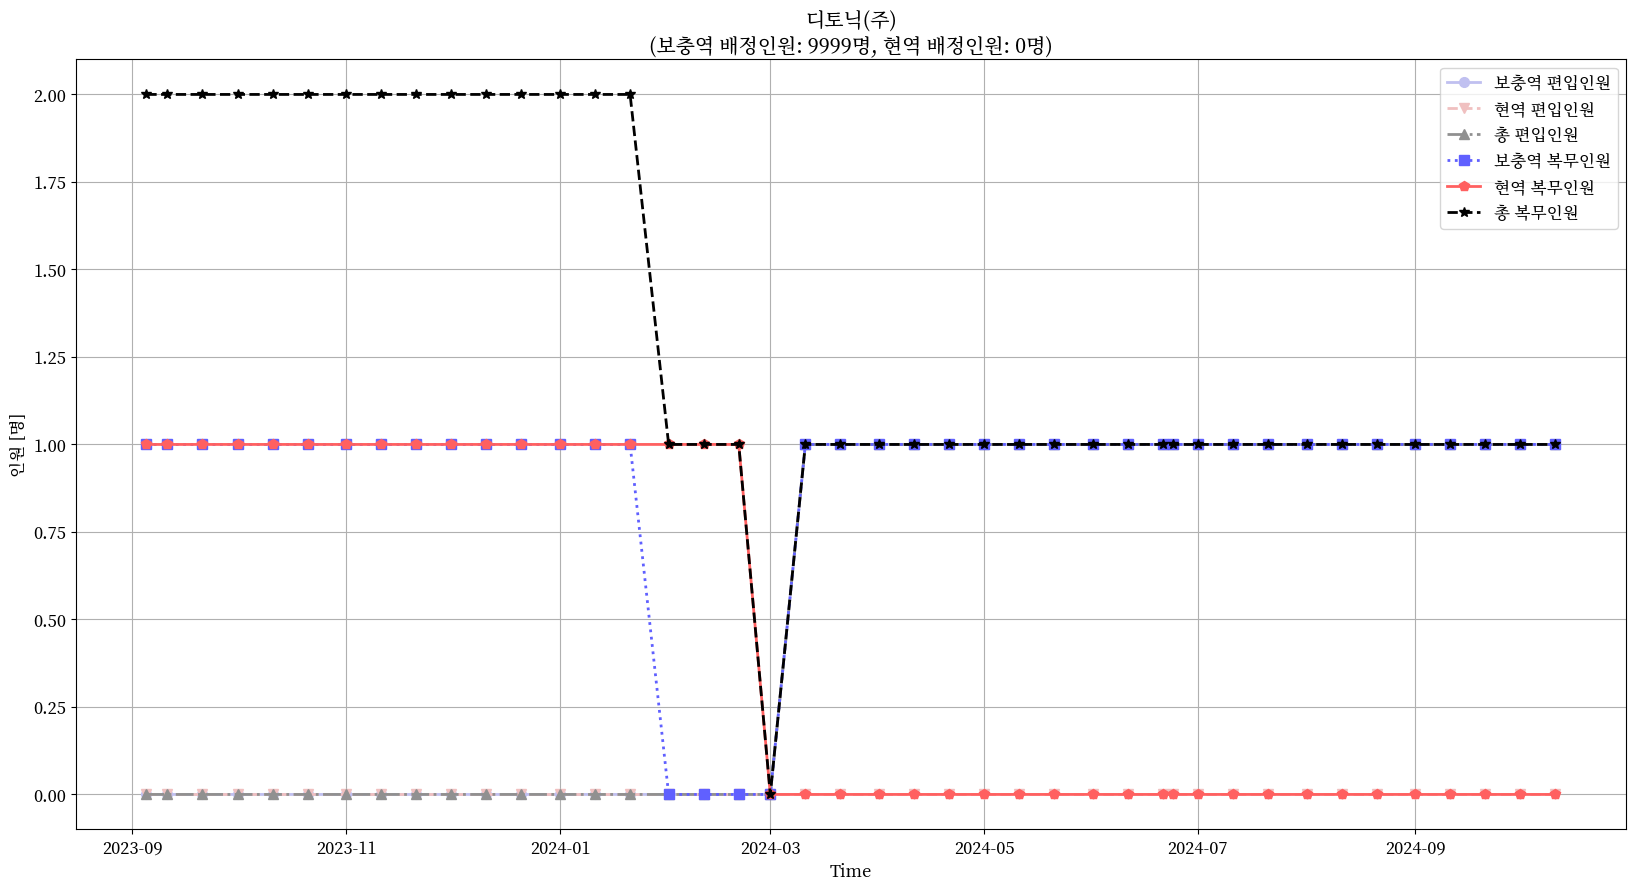 디토닉(주)
(보충역 배정인원: 9999명, 현역 배정인원: 0명)
보충역 편입인원
현역 편입인원
총 편입인원
보충역 복무인원
현역 복무인원
총 복무인원
2.00
1.75
1.50
1.25
1.00
0.75
0.50
0.25
0.00
인원 [명]
2023-09 2023-11 2024-01 2024-03 2024-05 2024-07 2024-09
Time